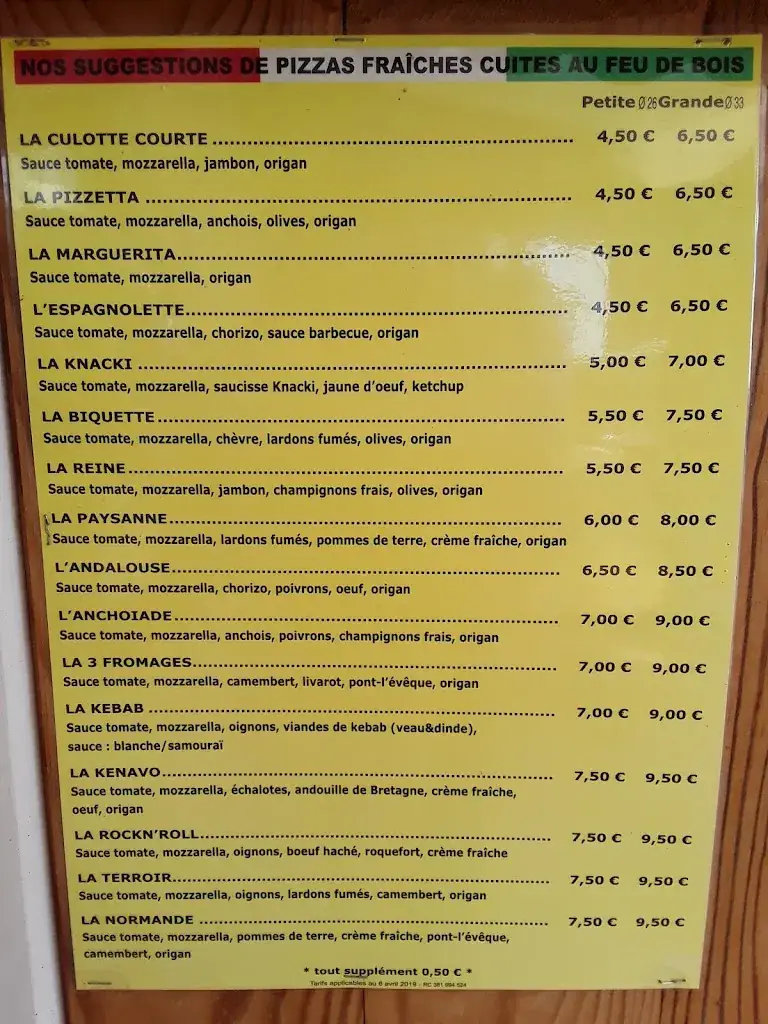 NOS SUGGESTIONS DE PIZZAS FRAÎCHES CUITES AU FEU DE BOIS
Petite Ø26 Grande Ø33
LA CULOTTE COURTE ........ 4,50 € 6,50 €
Sauce tomate, mozzarella, jambon, origan
LA PIZZETTA ........ 4,50 € 6,50 €
Sauce tomate, mozzarella, anchois, olives, origan
LA MARGUERITA........ 4,50 € 6,50 €
Sauce tomate, mozzarella, origan
L'ESPAGNOLETTE........ 4,50 € 6,50 €
Sauce tomate, mozzarella, chorizo, sauce barbecue, origan
LA KNACKI ........ 5,00 € 7,00 €
Sauce tomate, mozzarella, saucisse Knacki, jaune d'oeuf, ketchup
LA BIQUETTE........ 5,50 € 7,50 €
Sauce tomate, mozzarella, chèvre, lardons fumés, olives, origan
LA REINE........ 5,50 € 7,50 €
Sauce tomate, mozzarella, jambon, champignons frais, olives, origan
LA PAYSANNE........ 6,00 € 8,00 €
Sauce tomate, mozzarella, lardons fumés, pommes de terre, crème fraîche, origan
L'ANDALOUSE........ 6,50 € 8,50 €
Sauce tomate, mozzarella, chorizo, poivrons, oeuf, origan
L'ANCHOIADE........ 7,00 € 9,00 €
Sauce tomate, mozzarella, anchois, poivrons, champignons frais, origan
LA 3 FROMAGES........ 7,00 € 9,00 €
Sauce tomate, mozzarella, camembert, livarot, pont-l'évêque, origan
LA KEBAB ........ 7,00 € 9,00 €
Sauce tomate, mozzarella, oignons, viandes de kebab (veau&dinde),
sauce : blanche/samouraï
LA KENAVO........ 7,50 € 9,50 €
Sauce tomate, mozzarella, échalotes, andouille de Bretagne, crème fraîche,
oeuf, origan
LA ROCKN'ROLL........ 7,50 € 9,50 €
Sauce tomate, mozzarella, oignons, boeuf haché, roquefort, crème fraîche
LA TERROIR........ 7,50 € 9,50 €
Sauce tomate, mozzarella, oignons, lardons fumés, camembert, origan
LA NORMANDE ........ 7,50 € 9,50 €
Sauce tomate, mozzarella, pommes de terre, crème fraîche, pont-l'évêque,
camembert, origan
* tout supplément 0,50 € *
Tarifs applicables au 6 avril 2019 - RC 381 694 524